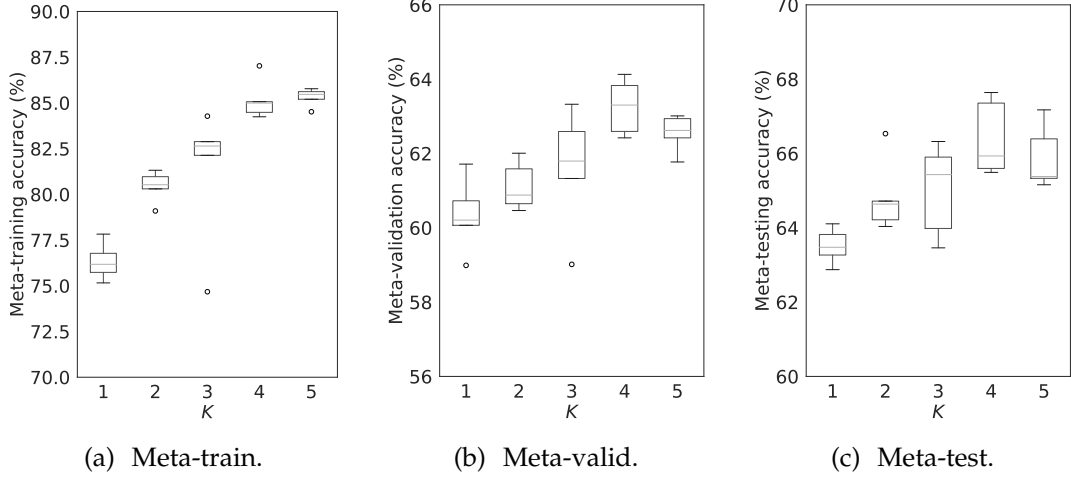 Meta-training accuracy (%)
90.0
87.5
85.0
82.5
80.0
77.5
75.0
72.5
70.0
1 2 3 4 5
K
(a) Meta-train.
Meta-validation accuracy (%)
66
64
62
60
58
56
1 2 3 4 5
K
(b) Meta-valid.
Meta-testing accuracy (%)
70
68
66
64
62
60
1 2 3 4 5
K
(c) Meta-test.